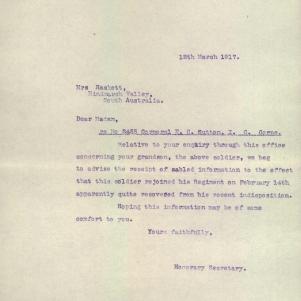 12th March 1917.
Mrs Haskett,
Hindmarsh Valley,
South Australia.
Dear Madam,
re No 2455 Corporal E. C. Sutton, I. C. Corps.
Relative to your enquiry through this office
concerning your grandson, the above soldier, we beg
to advise the receipt of cabled information to the effect
that this soldier rejoined his Regiment on February 14th
apparently quite recovered from his recent indisposition.
Hoping this information may be of some
comfort to you.
Yours faithfully,
Honorary Secretary.